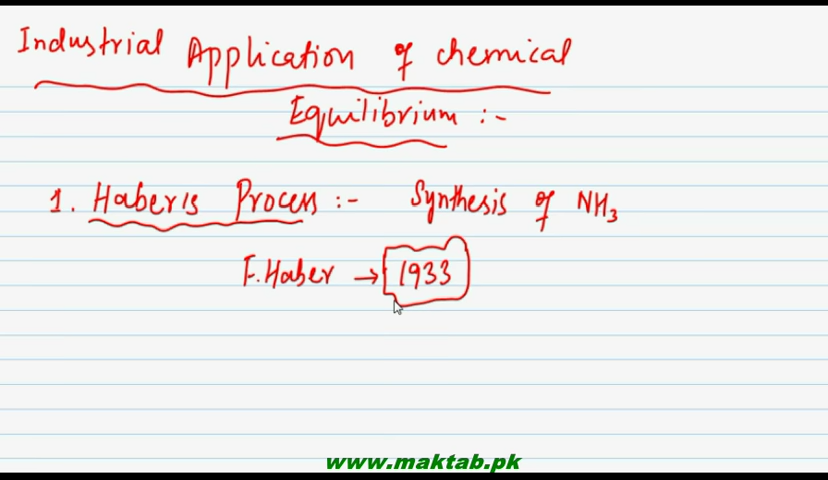 Industrial Application of chemical
Equilibrium :-
1. Haber's Process :- Synthesis of NH3
F.Haber → 1933
www.maktab.pk